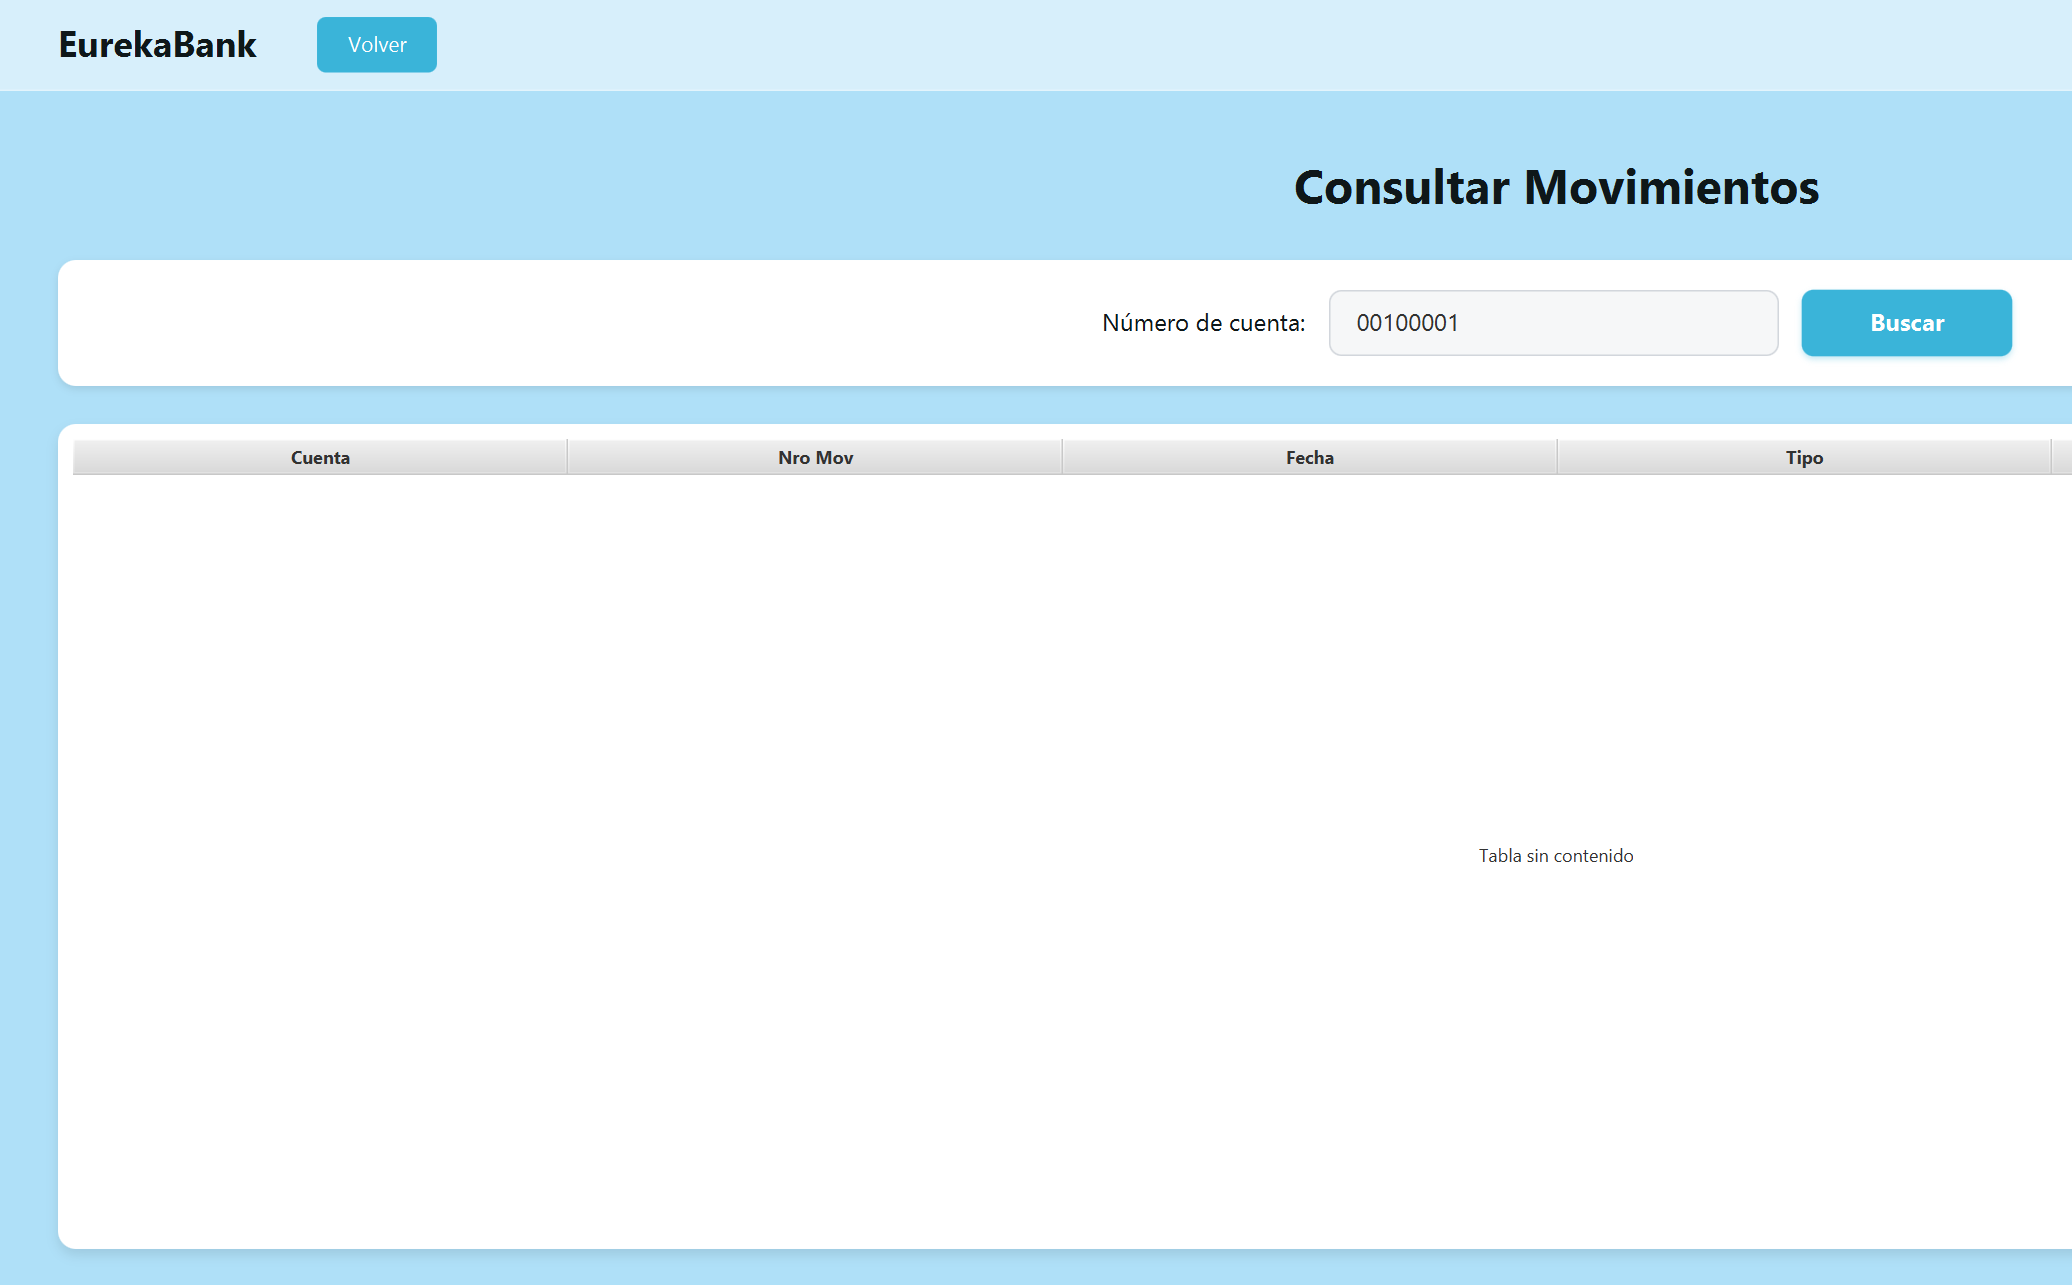 EurekaBank Volver
Consultar Movimientos
Número de cuenta: 00100001 Buscar
Cuenta Nro Mov Fecha Tipo
Tabla sin contenido